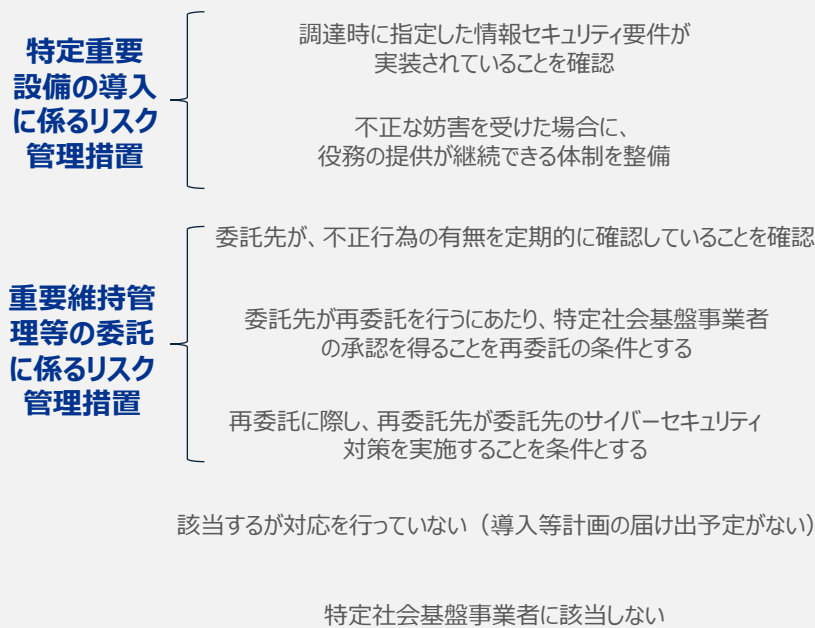 特定重要
設備の導入
に係るリスク
管理措置
調達時に指定した情報セキュリティ要件が
実装されていることを確認
不正な妨害を受けた場合に、
役務の提供が継続できる体制を整備
重要維持管
理等の委託
に係るリスク
管理措置
委託先が、不正行為の有無を定期的に確認していることを確認
委託先が再委託を行うにあたり、特定社会基盤事業者
の承認を得ることを再委託の条件とする
再委託に際し、再委託先が委託先のサイバーセキュリティ
対策を実施することを条件とする
該当するが対応を行っていない（導入等計画の届け出予定がない）
特定社会基盤事業者に該当しない